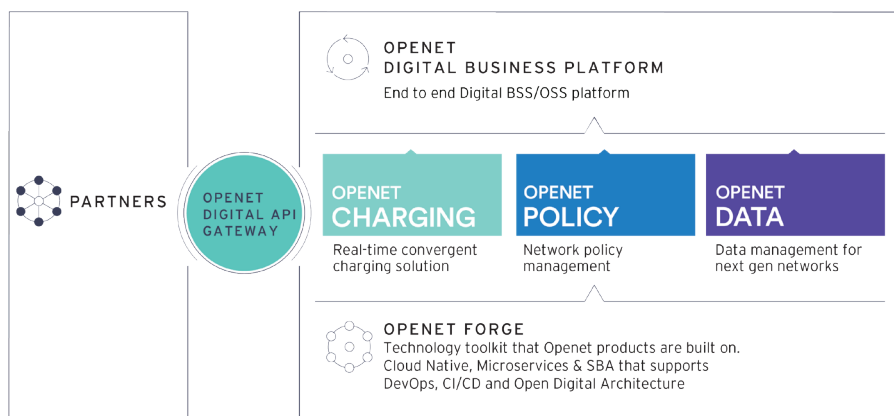 PARTNERS
OPENET
DIGITAL API
GATEWAY
OPENET
DIGITAL BUSINESS PLATFORM
End to end Digital BSS/OSS platform
OPENET
CHARGING
Real-time convergent
charging solution
OPENET
POLICY
Network policy
management
OPENET
DATA
Data management for
next gen networks
OPENET FORGE
Technology toolkit that Openet products are built on.
Cloud Native, Microservices & SBA that supports
DevOps, CI/CD and Open Digital Architecture